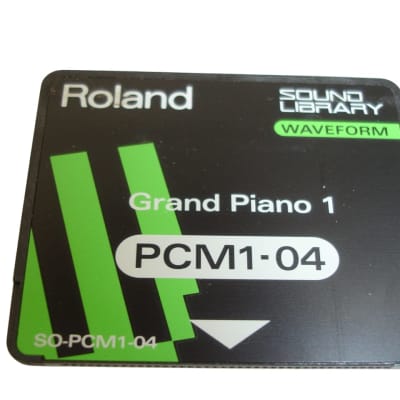 Roland
SOUND
LIBRARY
WAVEFORM
Grand Piano 1
PCM1-04
SO-PCM1-04